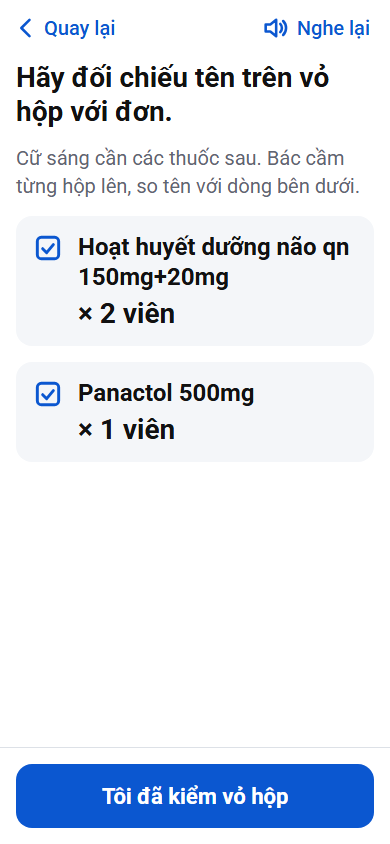 Quay lại
Nghe lại
Hãy đối chiếu tên trên vỏ
hộp với đơn.
Cữ sáng cần các thuốc sau. Bác cầm
từng hộp lên, so tên với dòng bên dưới.
Hoạt huyết dưỡng não qn
150mg+20mg
× 2 viên
Panactol 500mg
× 1 viên
Tôi đã kiểm vỏ hộp